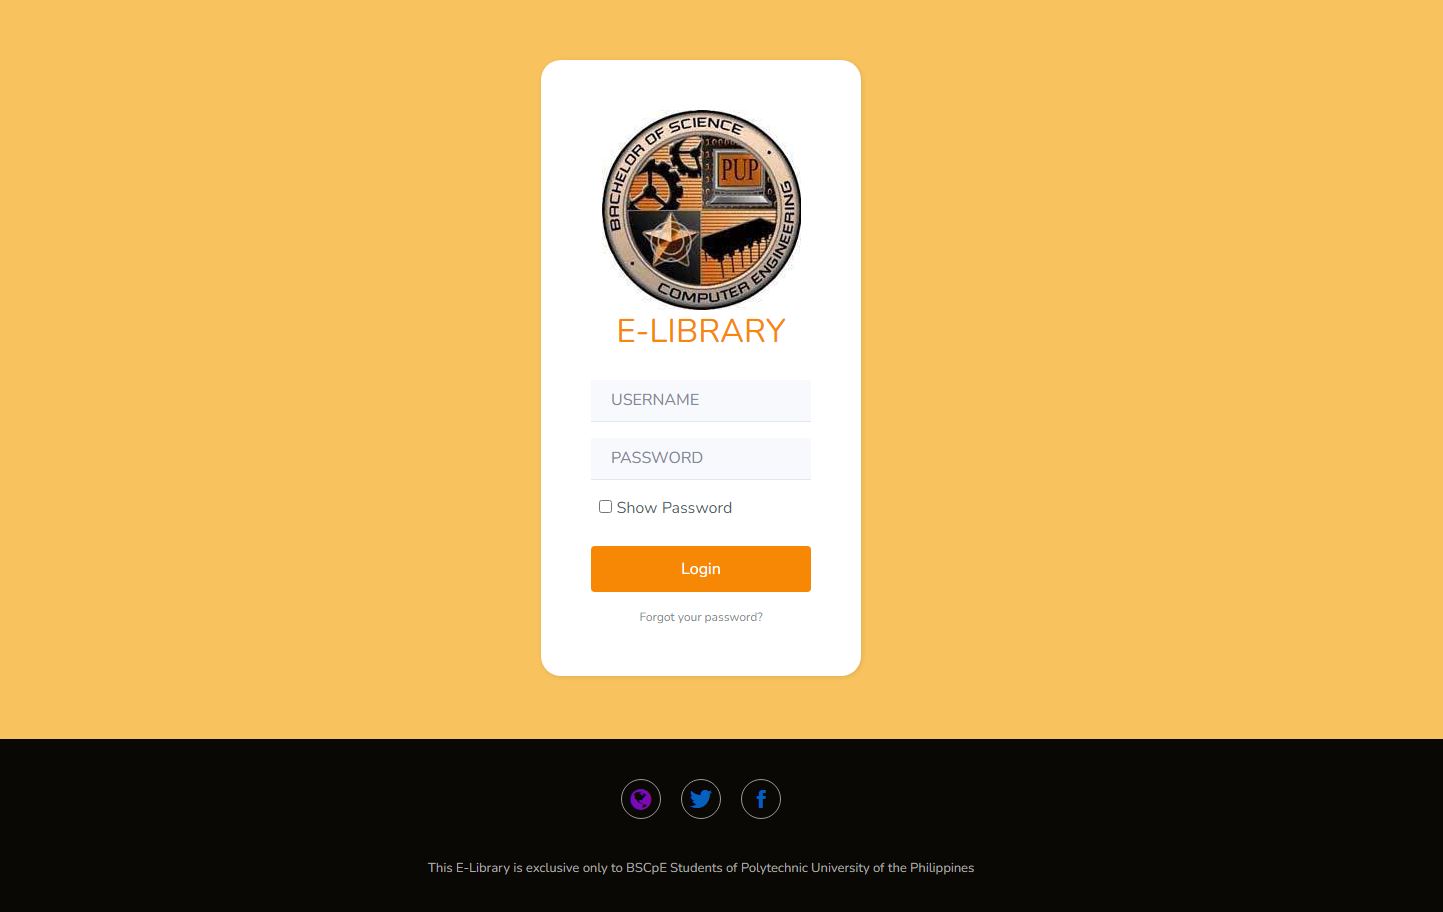 BACHELOR OF SCIENCE
PUP
COMPUTER ENGINEERING
E-LIBRARY
USERNAME
PASSWORD
Show Password
Login
Forgot your password?
This E-Library is exclusive only to BSCpE Students of Polytechnic University of the Philippines